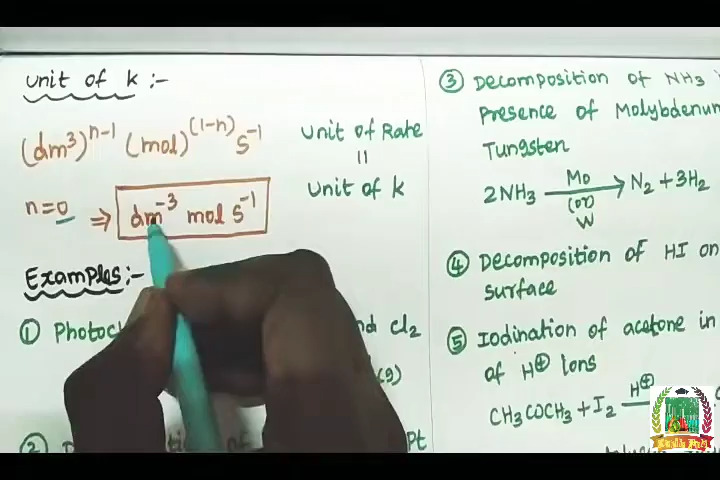 Unit of k :-
(dm³)ⁿ⁻¹ (mol)⁽¹⁻ⁿ⁾ s⁻¹
n=0 ⇒ dm⁻³ mol s⁻¹
Unit of Rate
=
Unit of k
Examples:-
① Photoc nd Cl₂
(g)
② D of Pt
③ Decomposition of NH₃
Presence of Molybdenum
Tungsten
2NH₃ Mo (or) W → N₂ + 3H₂
④ Decomposition of HI on
surface
⑤ Iodination of acetone in
of H⊕ Ions
CH₃COCH₃ + I₂ H⊕